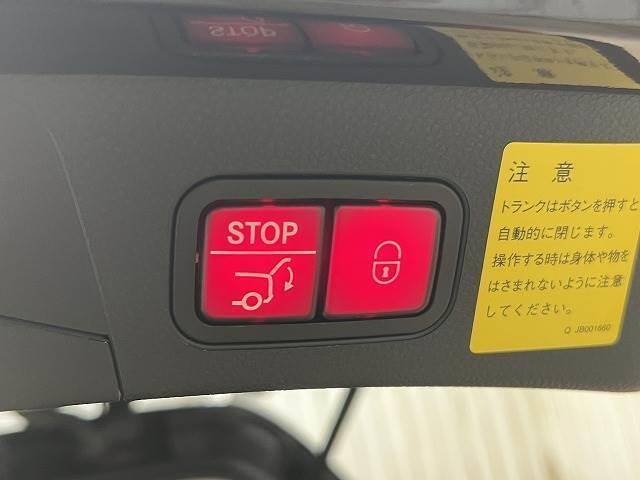 STOP
STOP
注 意
トランクはボタンを押すと
自動的に閉じます。
操作する時は身体や物を
はさまれないように注意
してください。
Q JB001660